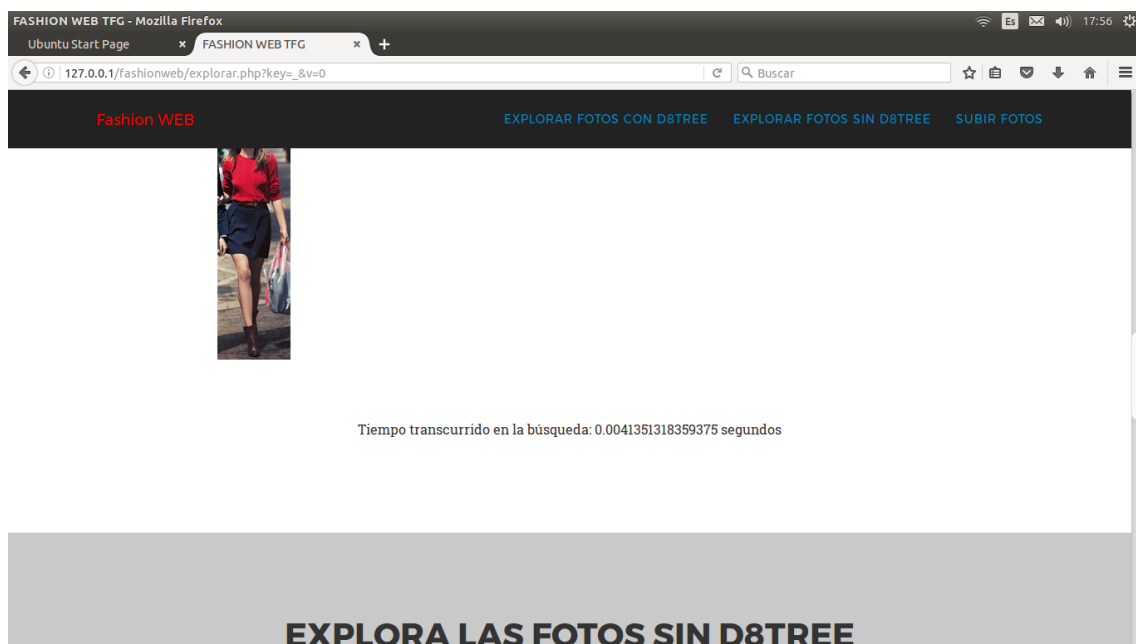 FASHION WEB TFG - Mozilla Firefox
Es
17:56
Ubuntu Start Page
FASHION WEB TFG
127.0.0.1/fashionweb/explorar.php?key=_&v=0
Buscar
Fashion WEB
EXPLORAR FOTOS CON D8TREE
EXPLORAR FOTOS SIN D8TREE
SUBIR FOTOS
Tiempo transcurrido en la búsqueda: 0.0041351318359375 segundos
EXPLORA LAS FOTOS SIN D8TREE